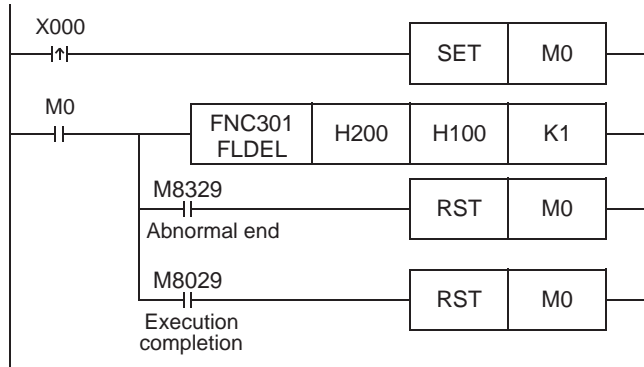 X000
SET M0
M0
FNC301
FLDEL
H200 H100 K1
M8329
Abnormal end
RST M0
M8029
Execution
completion
RST M0